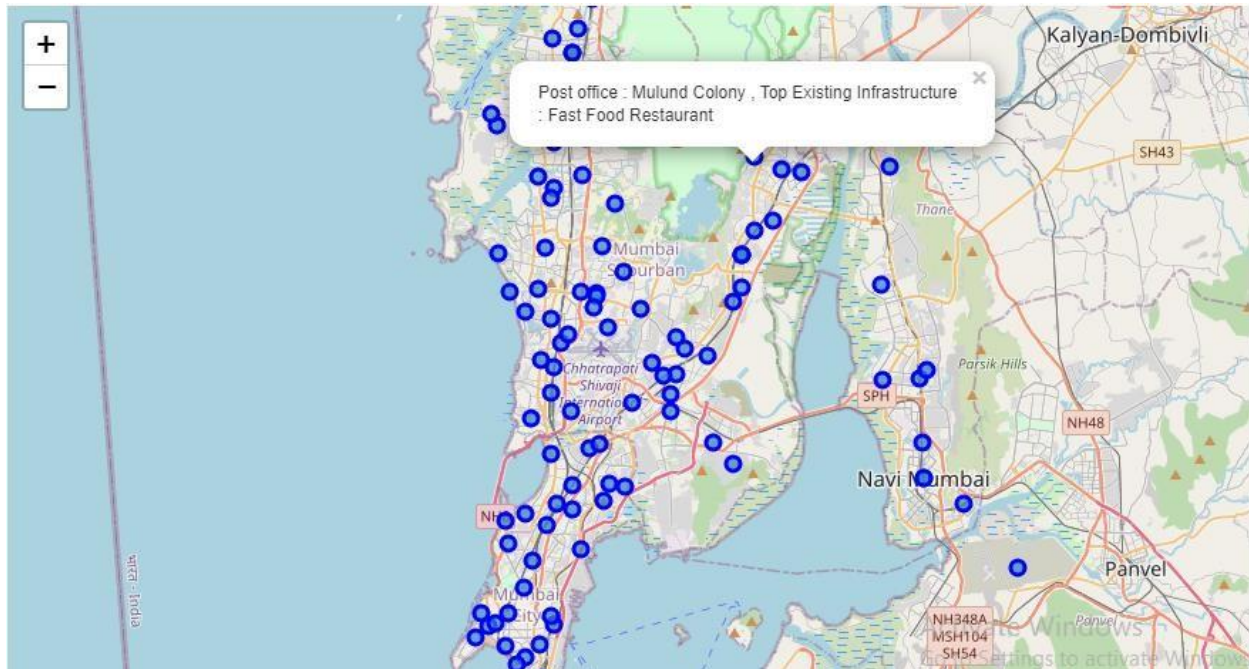 +
−
Kalyan-Dombivli
×
Post office : Mulund Colony , Top Existing Infrastructure
: Fast Food Restaurant
SH43
Thane
Mumbai
Suburban
Chhatrapati
Shivaji
International
Airport
Parsik Hills
SPH
NH48
Navi Mumbai
NH
भारत - India
Mumbai
City
Panvel
NH348A
MSH104
SH54
Panvel
Activate Windows
Go to Settings to activate Windows